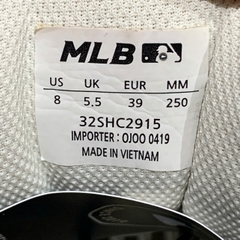 MLB
US UK EUR MM
8 5.5 39 250
32SHC2915
IMPORTER : OJOO 0419
MADE IN VIETNAM